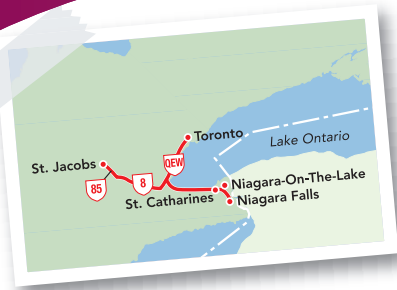 Toronto
QEW
Lake Ontario
St. Jacobs
85
8
Niagara-On-The-Lake
St. Catharines
Niagara Falls